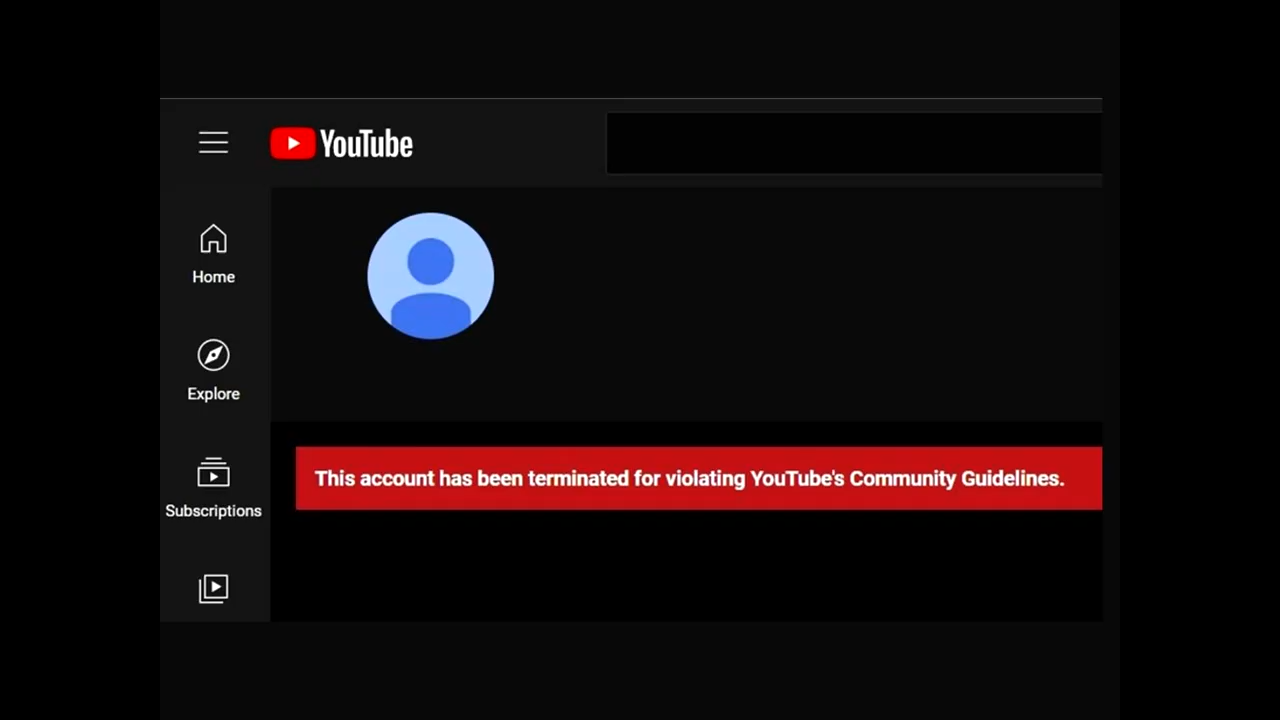 YouTube
Home
Explore
Subscriptions
This account has been terminated for violating YouTube's Community Guidelines.